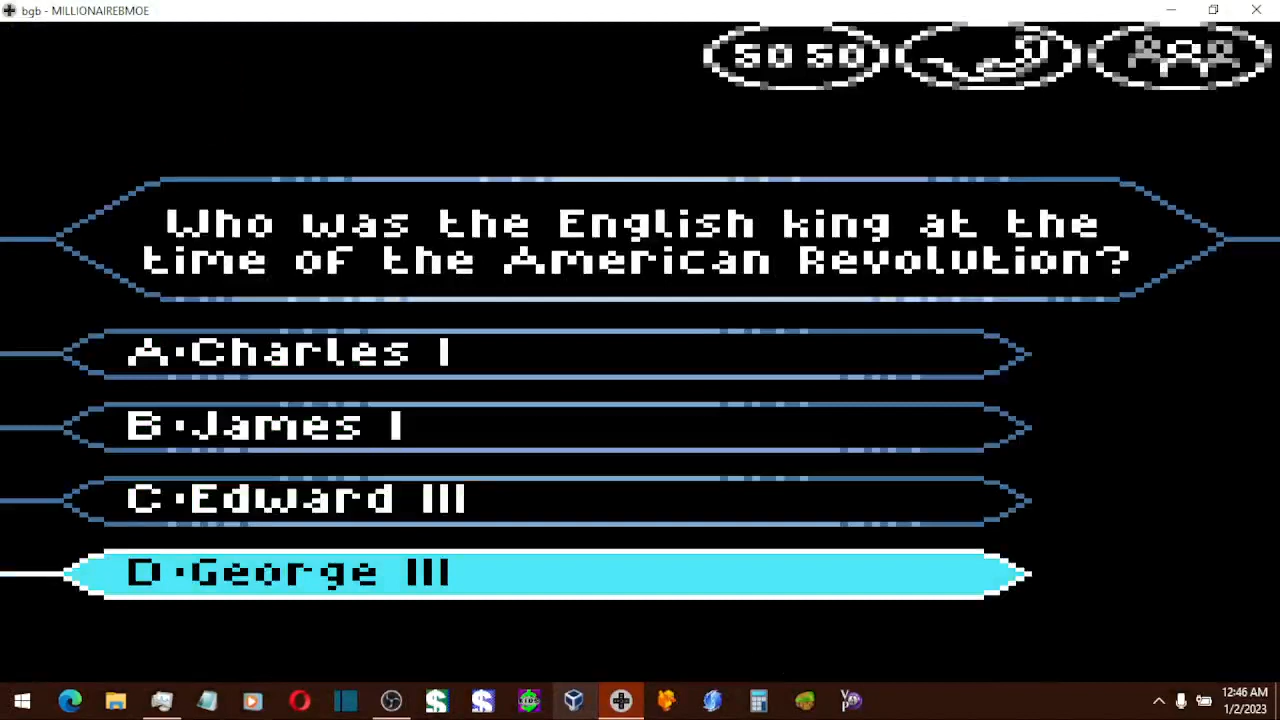 bgb - MILLIONAIREBMOE
50 50
Who was the English king at the
time of the American Revolution?
A·Charles I
B·James I
C·Edward III
D·George III
12:46 AM
1/2/2023